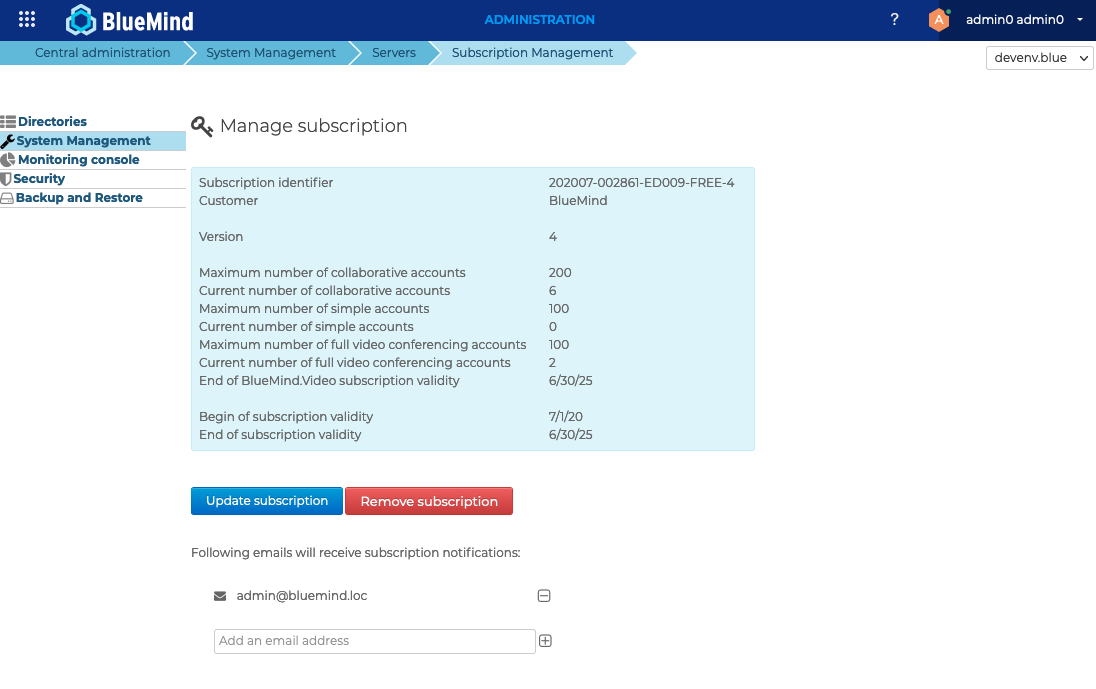 BlueMind
ADMINISTRATION
?
A
admin0 admin0
Central administration
System Management
Servers
Subscription Management
devenv.blue
Directories
System Management
Monitoring console
Security
Backup and Restore
Manage subscription
Subscription identifier 202007-002861-ED009-FREE-4
Customer BlueMind
Version 4
Maximum number of collaborative accounts 200
Current number of collaborative accounts 6
Maximum number of simple accounts 100
Current number of simple accounts 0
Maximum number of full video conferencing accounts 100
Current number of full video conferencing accounts 2
End of BlueMind.Video subscription validity 6/30/25
Begin of subscription validity 7/1/20
End of subscription validity 6/30/25
Update subscription
Remove subscription
Following emails will receive subscription notifications:
admin@bluemind.loc
Add an email address